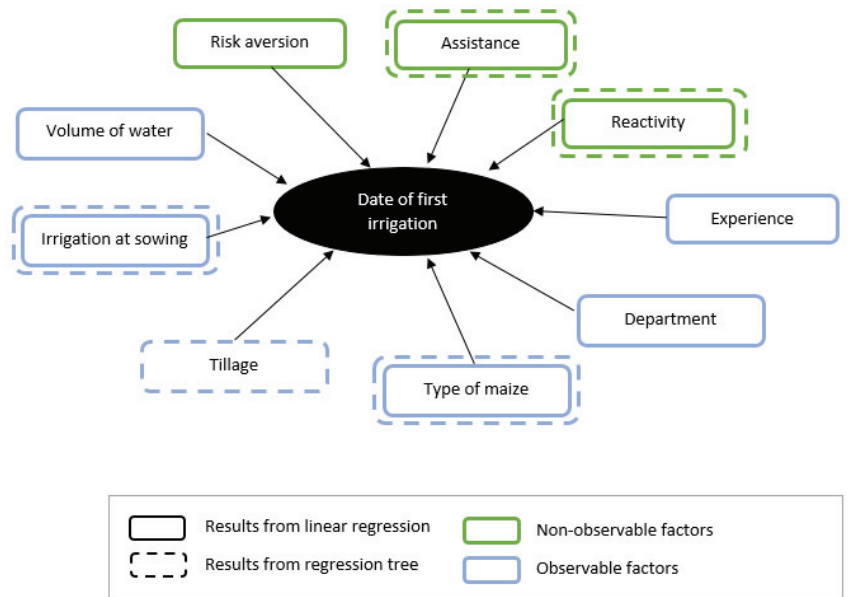 Risk aversion
Assistance
Reactivity
Volume of water
Date of first
irrigation
Irrigation at sowing
Experience
Department
Tillage
Type of maize
Results from linear regression
Non-observable factors
Results from regression tree
Observable factors